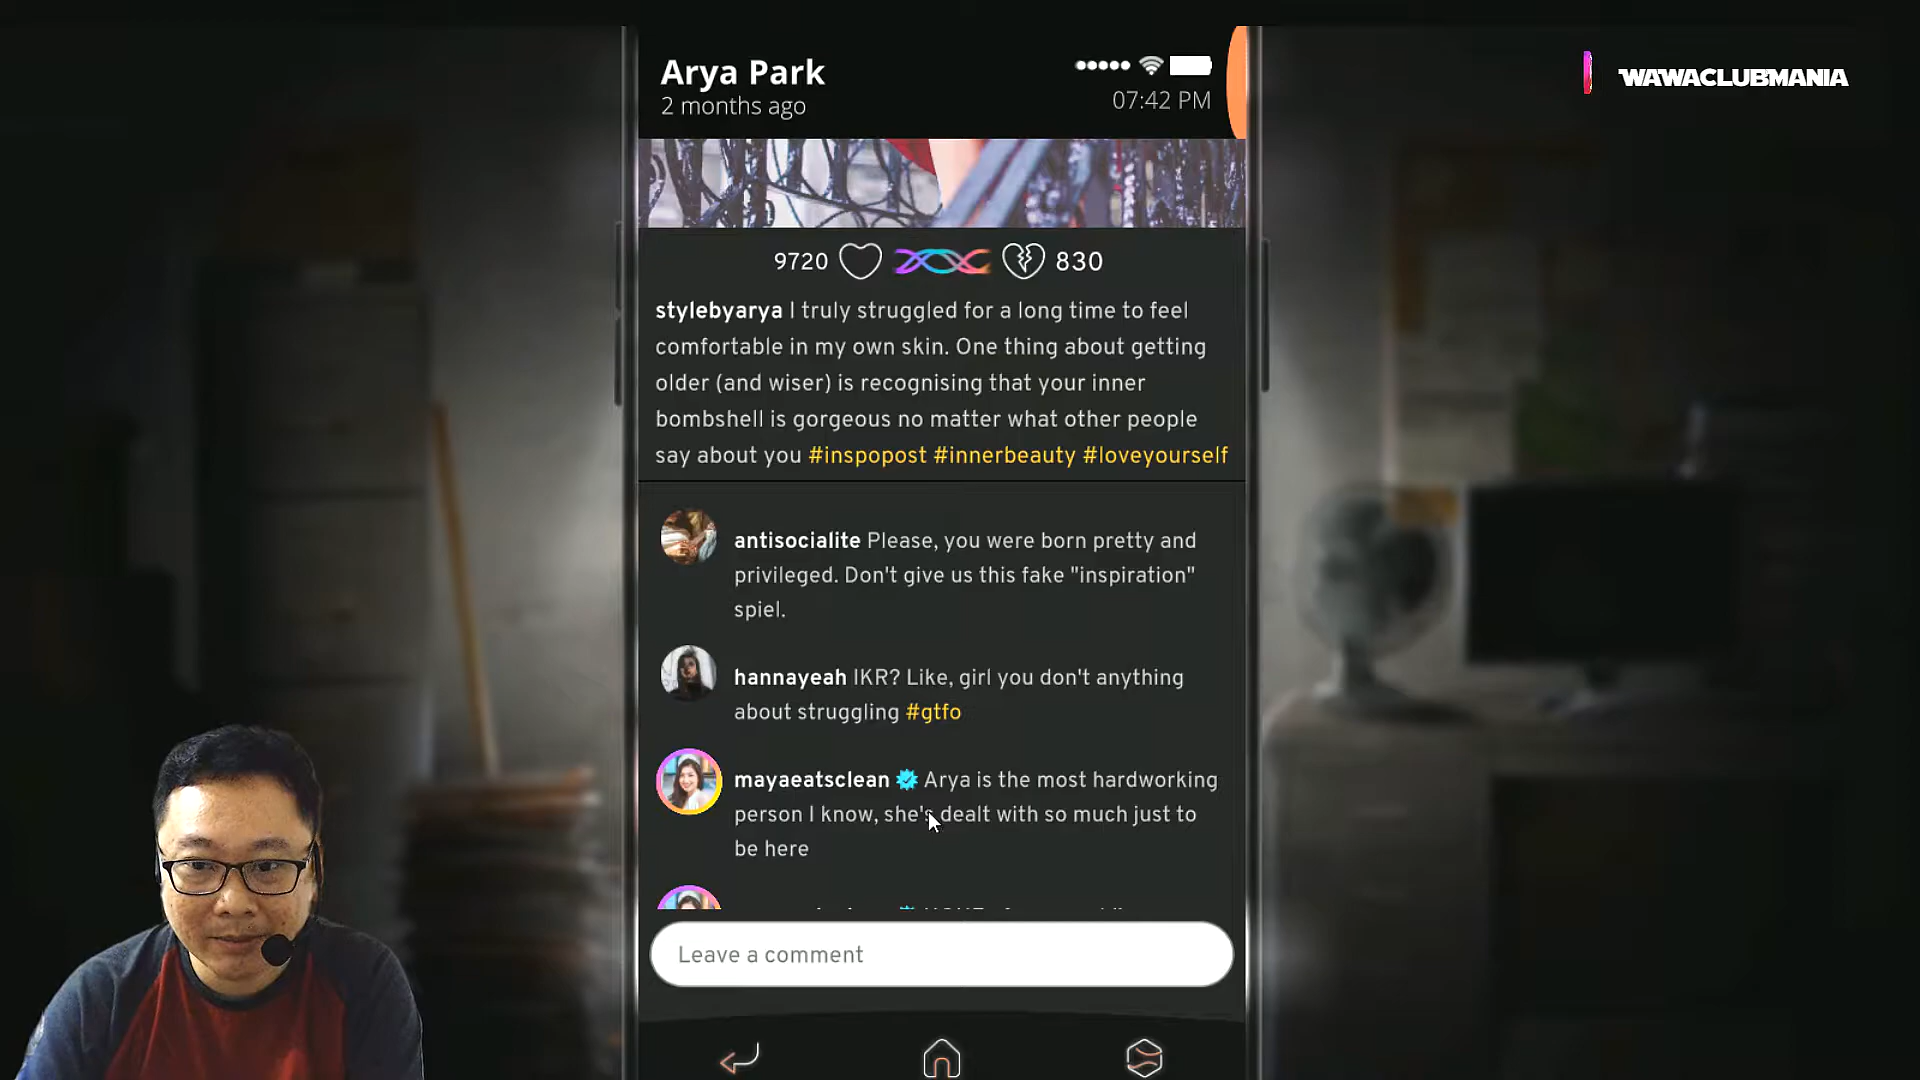 Arya Park
2 months ago
07:42 PM
WAWACLUBMANIA
9720
830
stylebyarya I truly struggled for a long time to feel
comfortable in my own skin. One thing about getting
older (and wiser) is recognising that your inner
bombshell is gorgeous no matter what other people
say about you #inspopost #innerbeauty #loveyourself
antisocialite Please, you were born pretty and
privileged. Don't give us this fake "inspiration"
spiel.
hannayeah IKR? Like, girl you don't anything
about struggling #gtfo
mayaeatsclean Arya is the most hardworking
person I know, she's dealt with so much just to
be here
Leave a comment